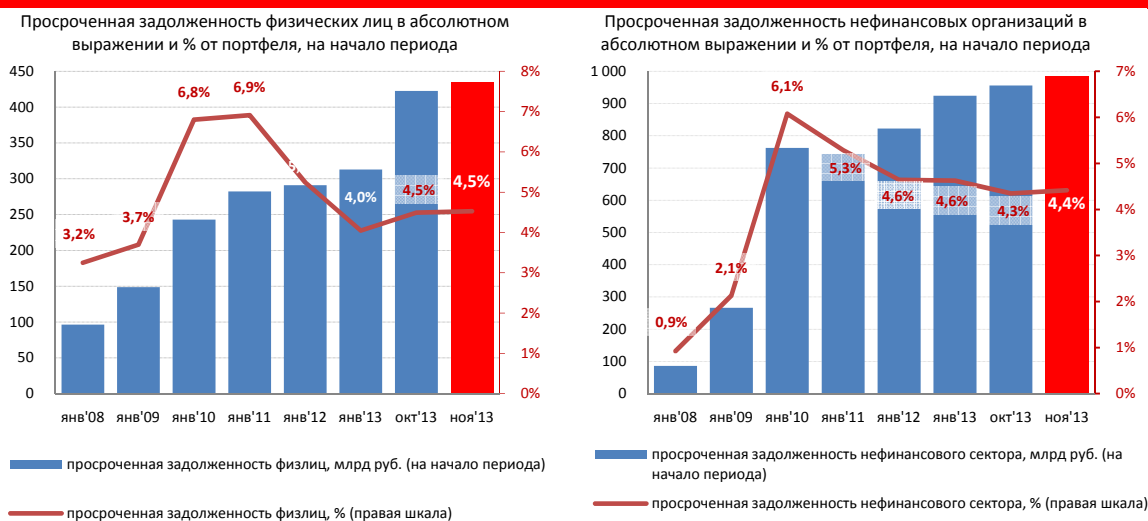 Просроченная задолженность физических лиц в абсолютном
выражении и % от портфеля, на начало периода
450
400
350
300
250
200
150
100
50
0
8%
7%
6%
5%
4%
3%
2%
1%
0%
3,2%
3,7%
6,8%
6,9%
4,0%
4,5%
4,5%
янв'08
янв'09
янв'10
янв'11
янв'12
янв'13
окт'13
ноя'13
просроченная задолженность физлиц, млрд руб. (на начало периода)
просроченная задолженность физлиц, % (правая шкала)
Просроченная задолженность нефинансовых организаций в
абсолютном выражении и % от портфеля, на начало периода
1 000
900
800
700
600
500
400
300
200
100
0
7%
6%
5%
4%
3%
2%
1%
0%
0,9%
2,1%
6,1%
5,3%
4,6%
4,6%
4,3%
4,4%
янв'08
янв'09
янв'10
янв'11
янв'12
янв'13
окт'13
ноя'13
просроченная задолженность нефинансового сектора, млрд руб. (на
начало периода)
просроченная задолженность нефинансового сектора, % (правая шкала)